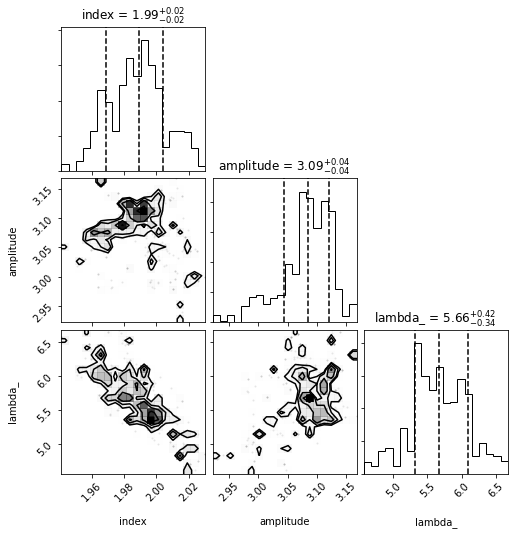 index = 1.99+0.02−0.02
amplitude = 3.09+0.04−0.04
lambda_ = 5.66+0.42−0.34
amplitude
3.15
3.10
3.05
3.00
2.95
lambda_
6.5
6.0
5.5
5.0
1.96
1.98
2.00
2.02
index
2.95
3.00
3.05
3.10
3.15
amplitude
5.0
5.5
6.0
6.5
lambda_